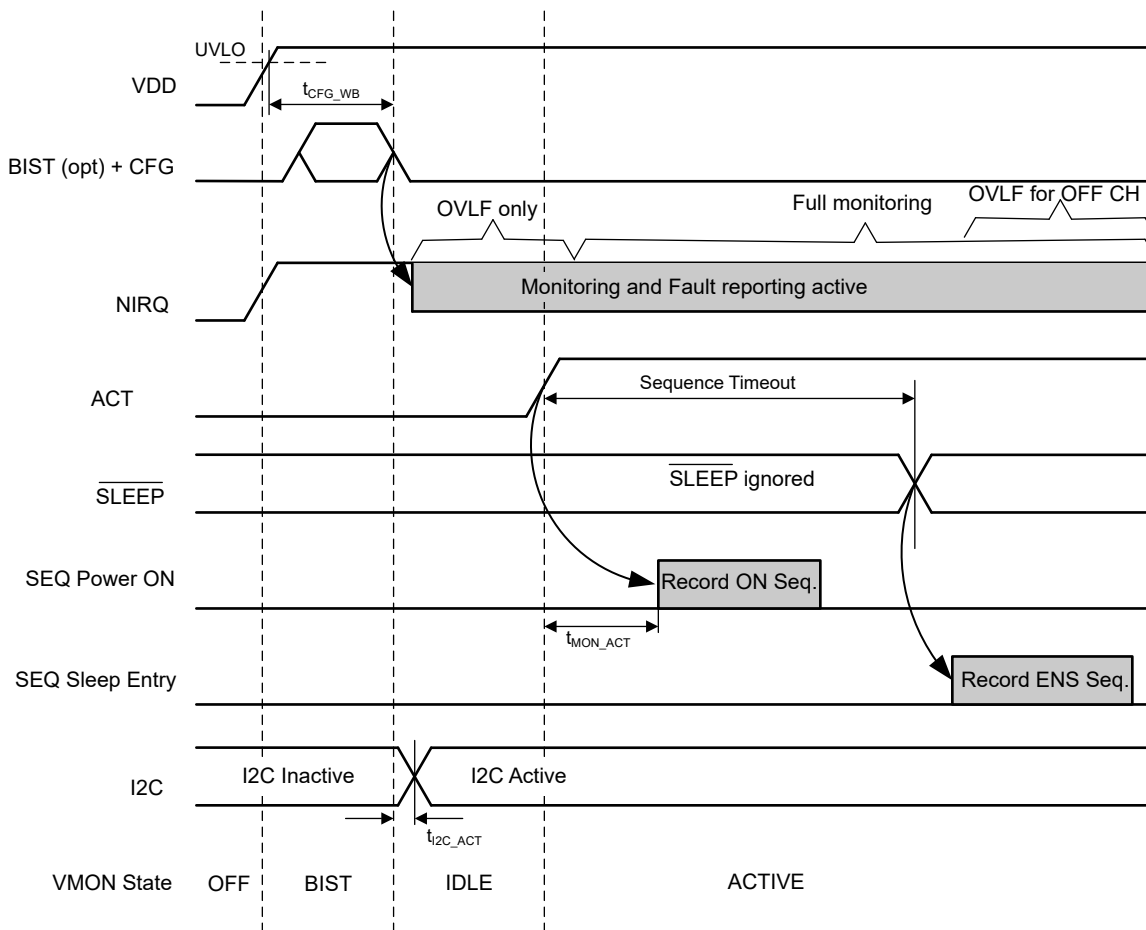 UVLO
VDD
tCFG_WB
BIST (opt) + CFG
OVLF only
Full monitoring
OVLF for OFF CH
NIRQ
Monitoring and Fault reporting active
ACT
Sequence Timeout
SLEEP
SLEEP ignored
SEQ Power ON
Record ON Seq.
tMON_ACT
SEQ Sleep Entry
Record ENS Seq.
I2C
I2C Inactive
I2C Active
tI2C_ACT
VMON State
OFF
BIST
IDLE
ACTIVE